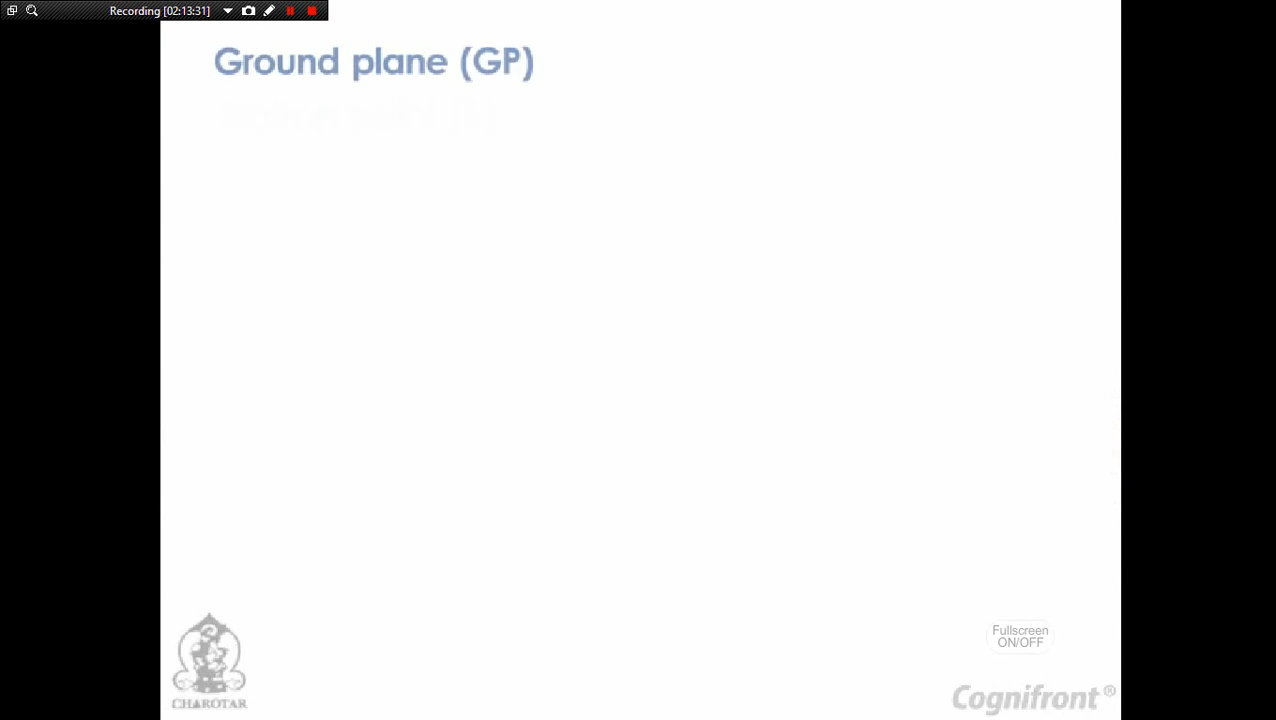 Recording [02:13:31]
Ground plane (GP)
Fullscreen
ON/OFF
CHAROTAR
Cognifront ®